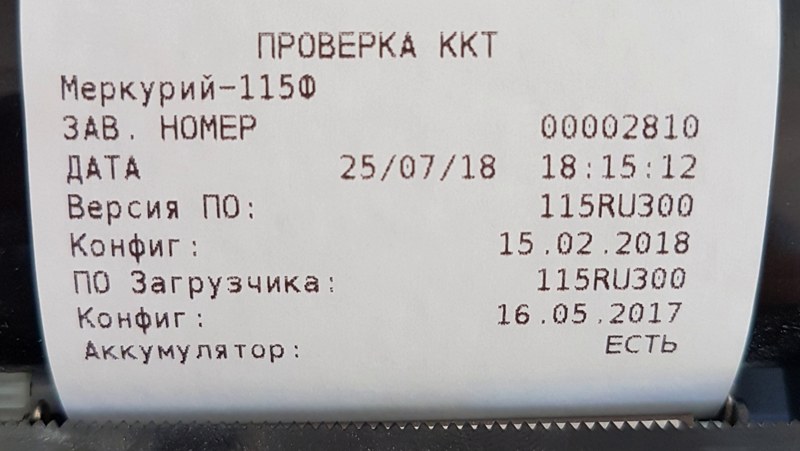 ПРОВЕРКА ККТ
Меркурий-115Ф
ЗАВ. НОМЕР 00002810
ДАТА 25/07/18 18:15:12
Версия ПО: 115RU300
Конфиг: 15.02.2018
ПО Загрузчика: 115RU300
Конфиг: 16.05.2017
Аккумулятор: ЕСТЬ